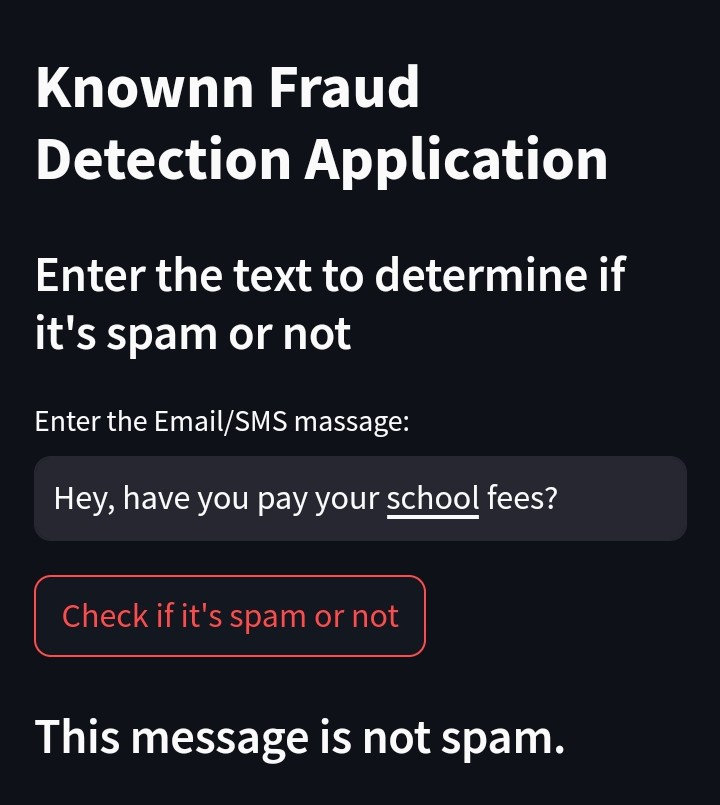 Knownn Fraud
Detection Application
Enter the text to determine if
it's spam or not
Enter the Email/SMS massage:
Hey, have you pay your school fees?
Check if it's spam or not
This message is not spam.